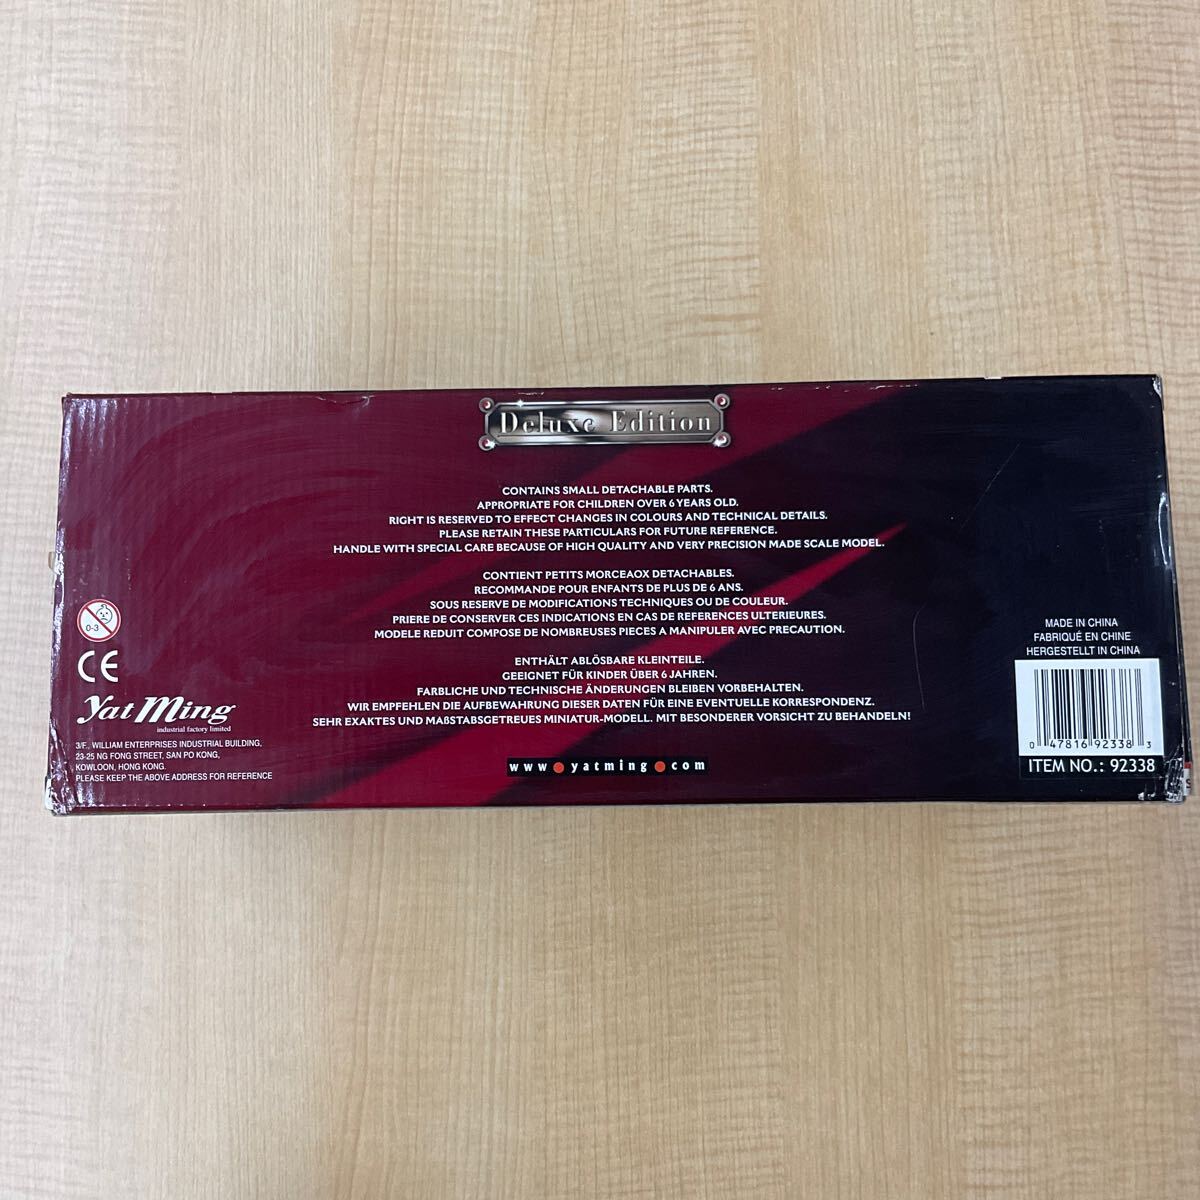 Deluxe Edition
CONTAINS SMALL DETACHABLE PARTS.
APPROPRIATE FOR CHILDREN OVER 6 YEARS OLD.
RIGHT IS RESERVED TO EFFECT CHANGES IN COLOURS AND TECHNICAL DETAILS.
PLEASE RETAIN THESE PARTICULARS FOR FUTURE REFERENCE.
HANDLE WITH SPECIAL CARE BECAUSE OF HIGH QUALITY AND VERY PRECISION MADE SCALE MODEL.
CONTIENT PETITS MORCEAOX DETACHABLES.
RECOMMANDE POUR ENFANTS DE PLUS DE 6 ANS.
SOUS RESERVE DE MODIFICATIONS TECHNIQUES OU DE COULEUR.
PRIERE DE CONSERVER CES INDICATIONS EN CAS DE REFERENCES ULTERIEURES.
MODELE REDUIT COMPOSE DE NOMBREUSES PIECES A MANIPULER AVEC PRECAUTION.
ENTHÄLT ABLÖSBARE KLEINTEILE.
GEEIGNET FÜR KINDER ÜBER 6 JAHREN.
FARBLICHE UND TECHNISCHE ÄNDERUNGEN BLEIBEN VORBEHALTEN.
WIR EMPFEHLEN DIE AUFBEWAHRUNG DIESER DATEN FÜR EINE EVENTUELLE KORRESPONDENZ.
SEHR EXAKTES UND MAßSTABSGETREUES MINIATUR-MODELL. MIT BESONDERER VORSICHT ZU BEHANDELN!
www.yatming.com
0-3
CE
Yat Ming
industrial factory limited
3/F., WILLIAM ENTERPRISES INDUSTRIAL BUILDING,
23-25 NG FONG STREET, SAN PO KONG,
KOWLOON, HONG KONG.
PLEASE KEEP THE ABOVE ADDRESS FOR REFERENCE
MADE IN CHINA
FABRIQUÉ EN CHINE
HERGESTELLT IN CHINA
0 47816 92338 3
ITEM NO.: 92338